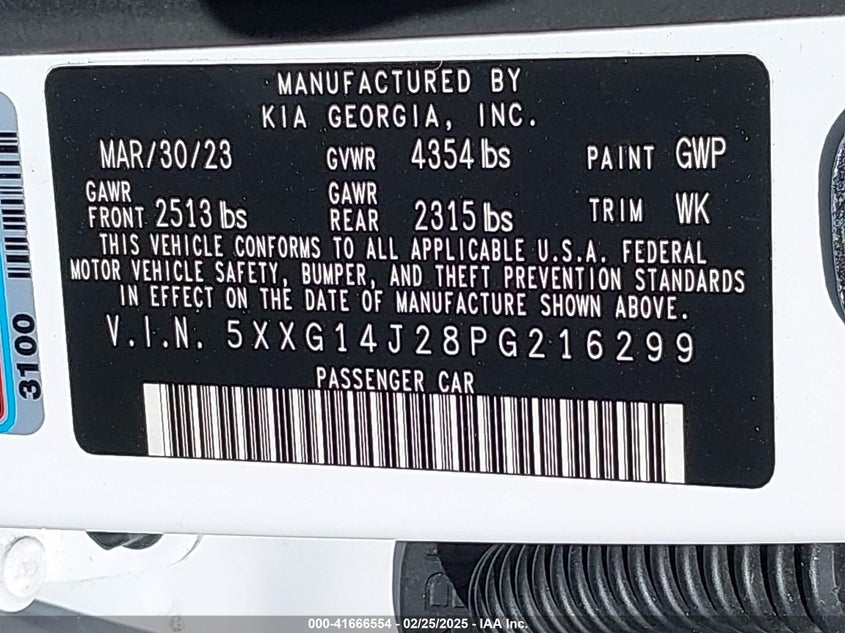 MANUFACTURED BY
KIA GEORGIA, INC.
MAR/30/23 GVWR 4354 lbs PAINT GWP
GAWR FRONT 2513 lbs GAWR REAR 2315 lbs TRIM WK
THIS VEHICLE CONFORMS TO ALL APPLICABLE U.S.A. FEDERAL
MOTOR VEHICLE SAFETY, BUMPER, AND THEFT PREVENTION STANDARDS
IN EFFECT ON THE DATE OF MANUFACTURE SHOWN ABOVE.
V.I.N. 5XXG14J28PG216299
PASSENGER CAR
3100
000-41666554 - 02/25/2025 - IAA Inc.